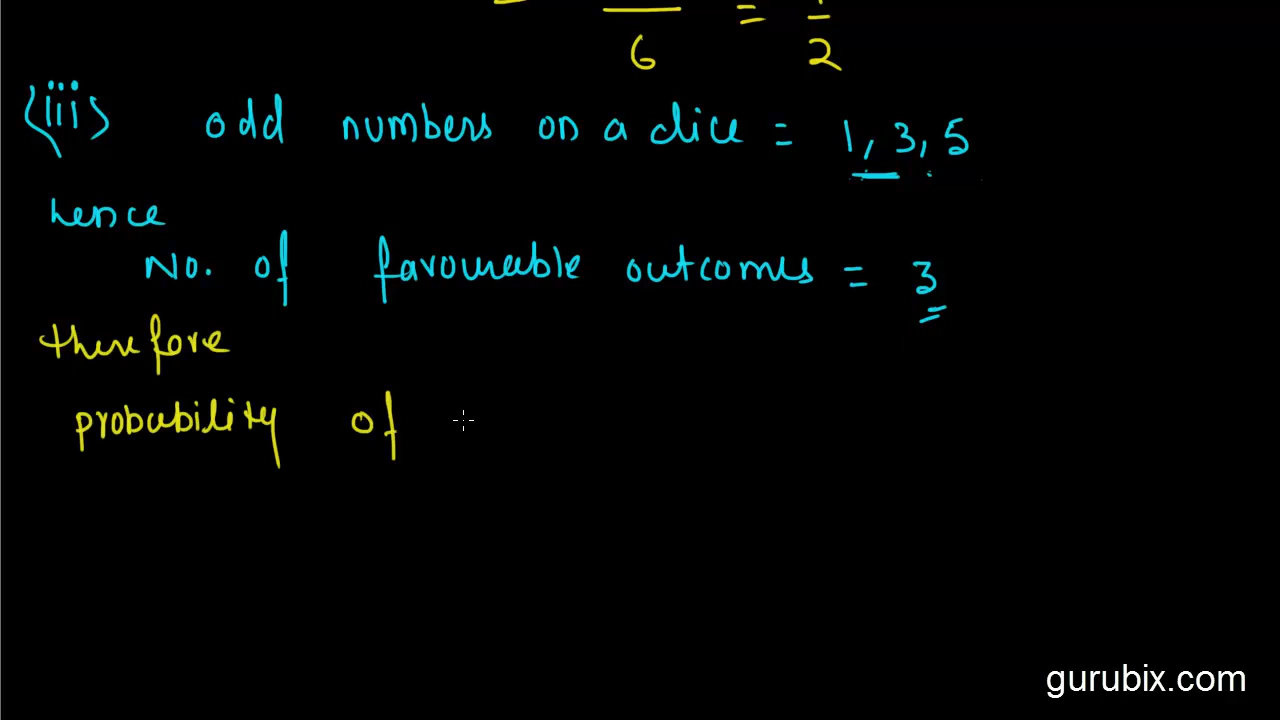 = 6 = 1/2
(iii) odd numbers on a dice = 1, 3, 5
hence
No. of favourable outcomes = 3
therefore
probability of
gurubix.com